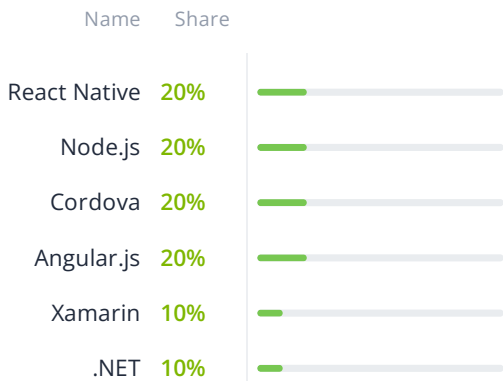 Name Share
React Native 20%
Node.js 20%
Cordova 20%
Angular.js 20%
Xamarin 10%
.NET 10%